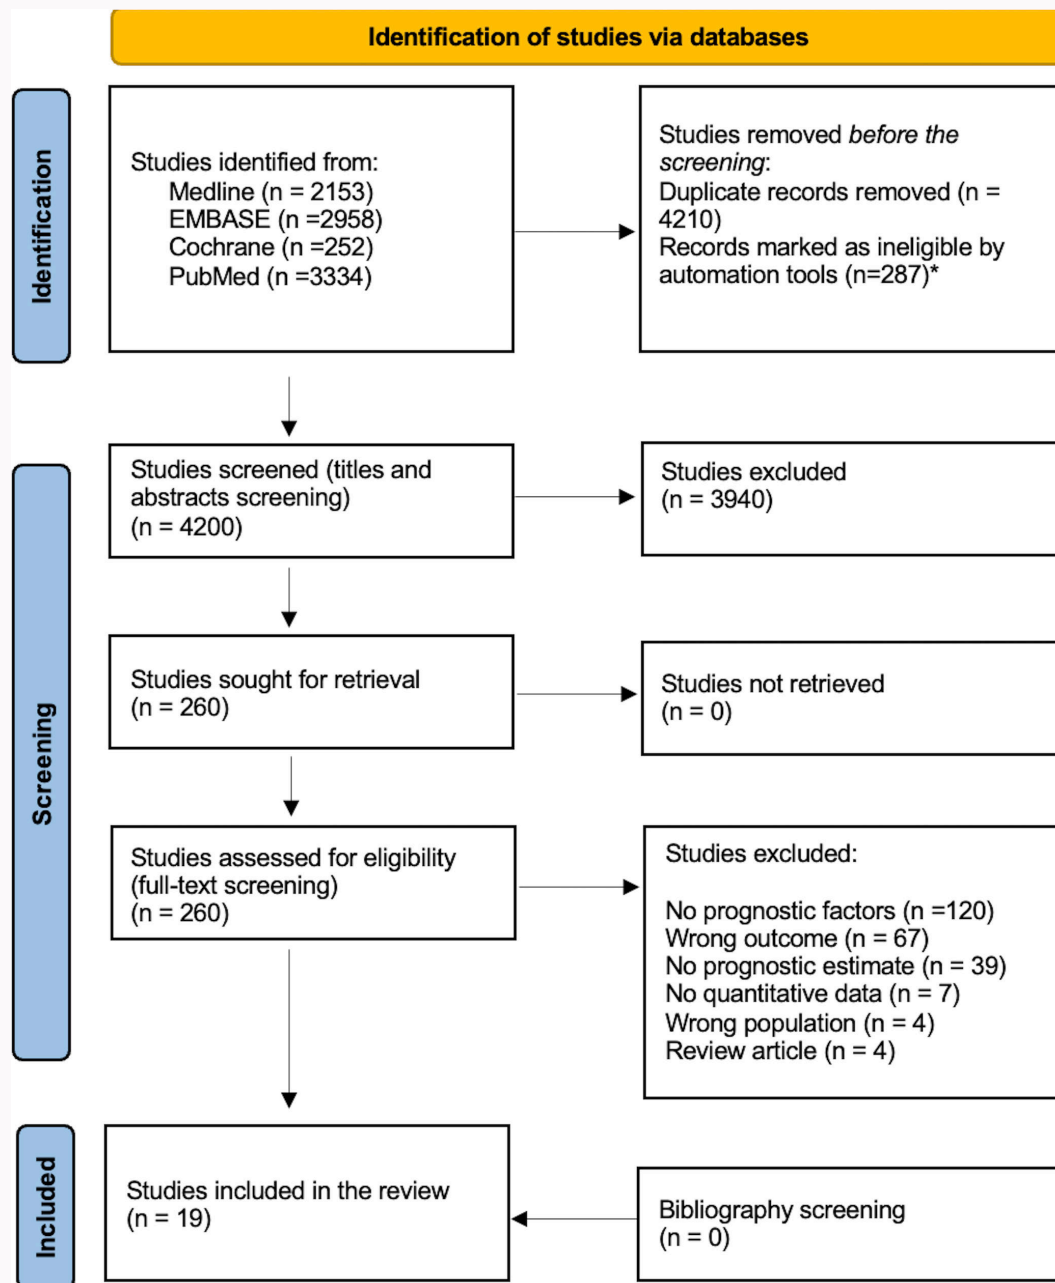 Identification of studies via databases
Identification
Studies identified from:
Medline (n = 2153)
EMBASE (n =2958)
Cochrane (n =252)
PubMed (n =3334)
Studies removed before the
screening:
Duplicate records removed (n =
4210)
Records marked as ineligible by
automation tools (n=287)*
Screening
Studies screened (titles and
abstracts screening)
(n = 4200)
Studies excluded
(n = 3940)
Studies sought for retrieval
(n = 260)
Studies not retrieved
(n = 0)
Studies assessed for eligibility
(full-text screening)
(n = 260)
Studies excluded:
No prognostic factors (n =120)
Wrong outcome (n = 67)
No prognostic estimate (n = 39)
No quantitative data (n = 7)
Wrong population (n = 4)
Review article (n = 4)
Included
Studies included in the review
(n = 19)
Bibliography screening
(n = 0)